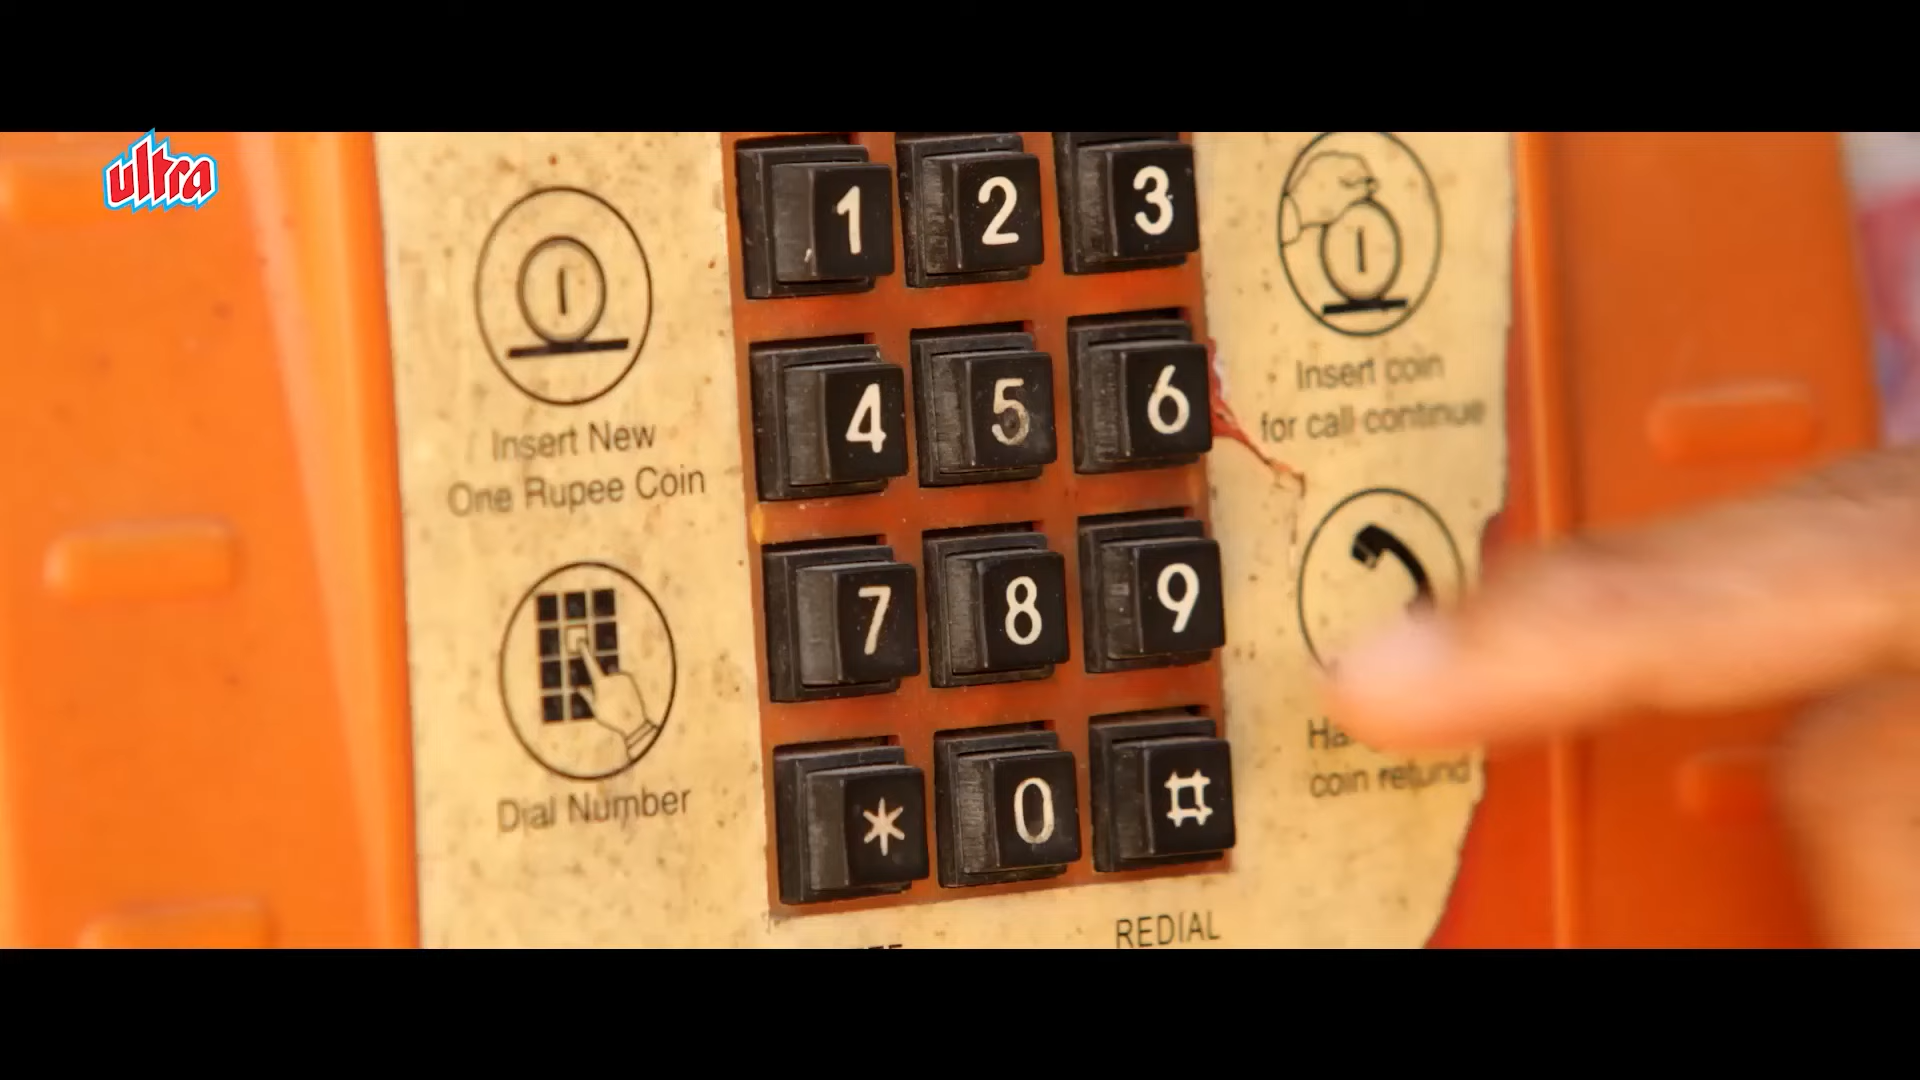 ultra
1 2 3
4 5 6
7 8 9
* 0 #
Insert New
One Rupee Coin
Dial Number
Insert coin
for call continue
coin refund
REDIAL